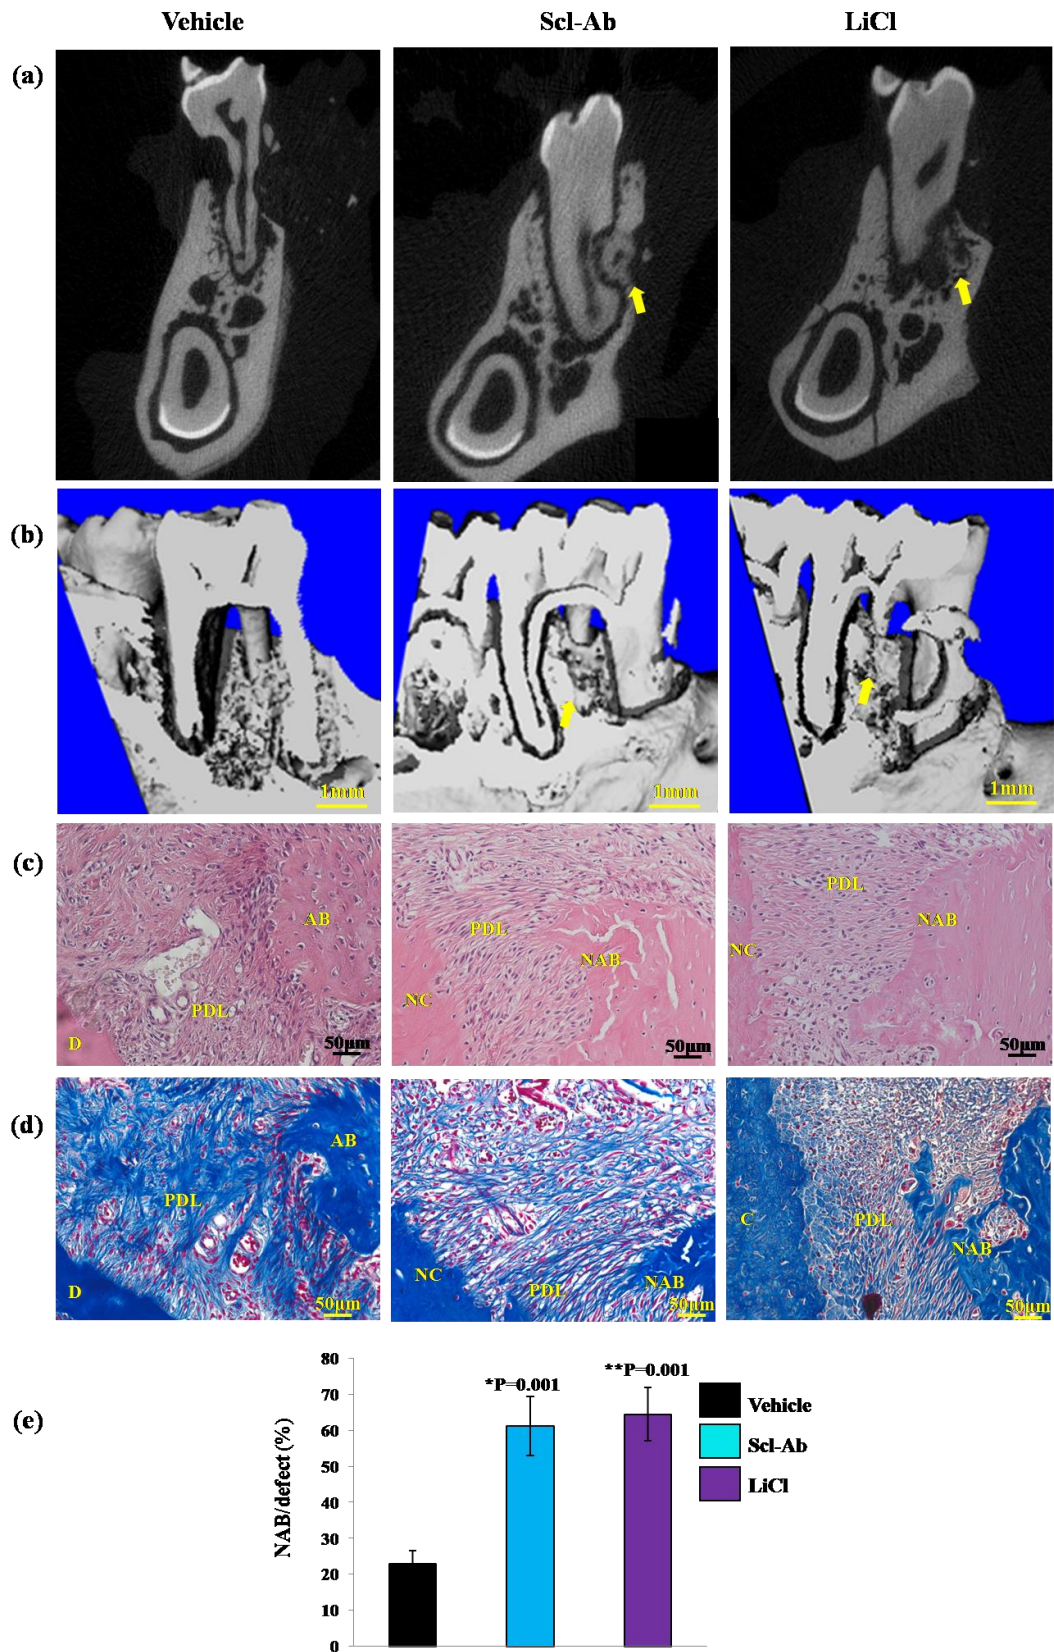 Vehicle Scl-Ab LiCl
(a)
(b)
1mm 1mm 1mm
(c)
AB PDL D 50µm
PDL NAB NC 50µm
PDL NAB NC 50µm
(d)
AB PDL D 50µm
NC PDL NAB 50µm
C PDL NAB 50µm
(e)
NAB/defect (%)
80
70
60
50
40
30
20
10
0
*P=0.001
**P=0.001
Vehicle
Scl-Ab
LiCl